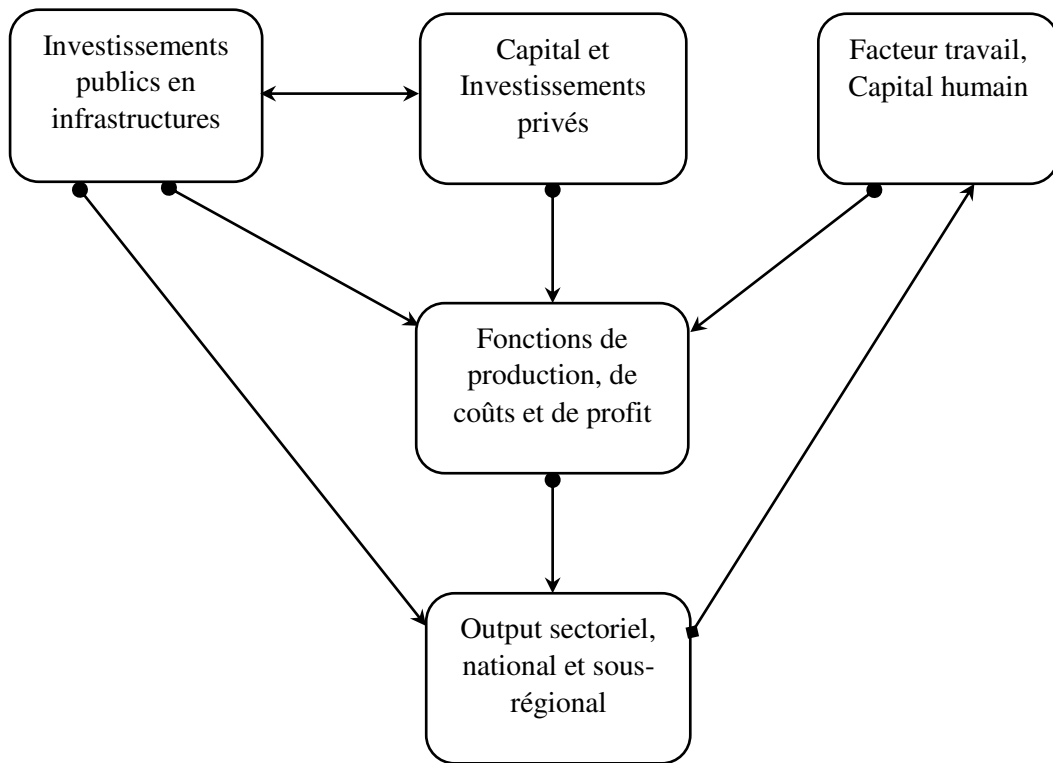 Investissements
publics en
infrastructures
Capital et
Investissements
privés
Facteur travail,
Capital humain
Fonctions de
production, de
coûts et de profit
Output sectoriel,
national et sous-
régional